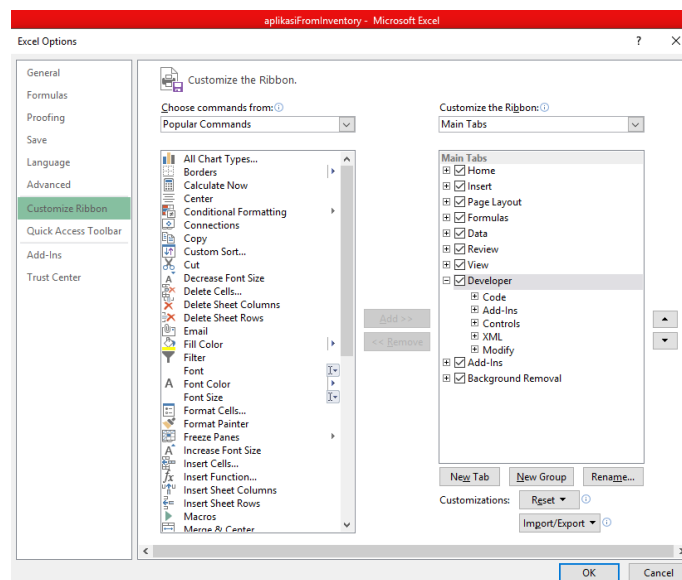 aplikasiFromInventory - Microsoft Excel
Excel Options
?
General
Formulas
Proofing
Save
Language
Advanced
Customize Ribbon
Quick Access Toolbar
Add-Ins
Trust Center
Customize the Ribbon.
Choose commands from:
Popular Commands
All Chart Types...
Borders
Calculate Now
Center
Conditional Formatting
Connections
Copy
Custom Sort...
Cut
Decrease Font Size
Delete Cells...
Delete Sheet Columns
Delete Sheet Rows
Email
Fill Color
Filter
Font
Font Color
Font Size
Format Cells...
Format Painter
Freeze Panes
Increase Font Size
Insert Cells...
Insert Function...
Insert Sheet Columns
Insert Sheet Rows
Macros
Merge & Center
Add >>
<< Remove
Customize the Ribbon:
Main Tabs
Main Tabs
Home
Insert
Page Layout
Formulas
Data
Review
View
Developer
Code
Add-Ins
Controls
XML
Modify
Add-Ins
Background Removal
New Tab
New Group
Rename...
Customizations:
Reset
Import/Export
OK
Cancel